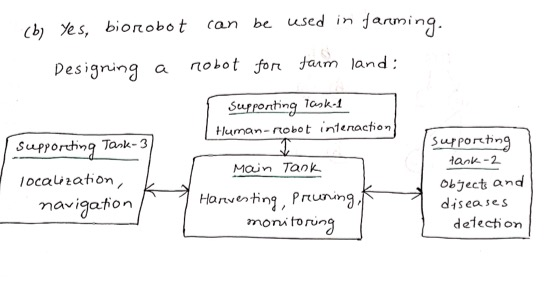 (b) Yes, biorobot can be used in farming.
Designing a robot for farm land:
Supporting Task-1
Human-robot interaction
Supporting Task-3
localization,
navigation
Main Task
Harvesting, Pruning,
monitoring
Supporting
task-2
Objects and
diseases
detection